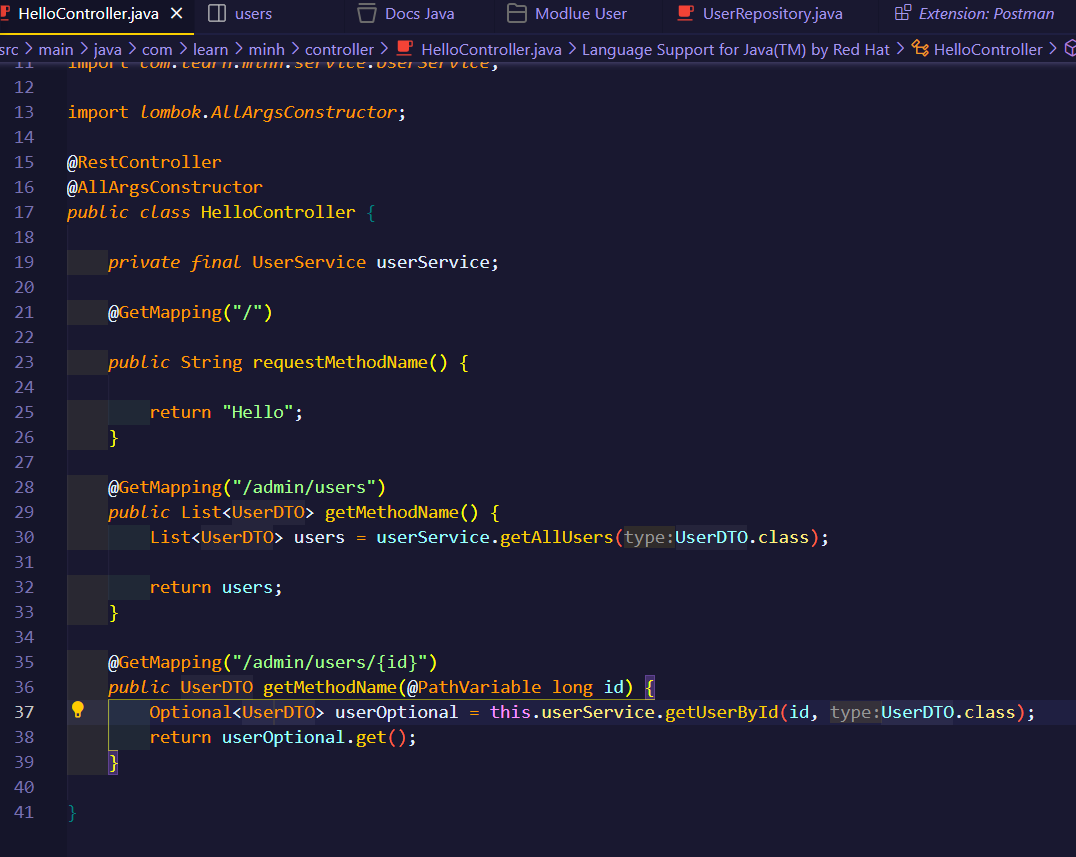 HelloController.java × users Docs Java Modlue User UserRepository.java Extension: Postman
src > main > java > com > learn > minh > controller > HelloController.java > Language Support for Java(TM) by Red Hat > HelloController >
11 import com.learn.minh.service.UserService;
12
13 import lombok.AllArgsConstructor;
14
15 @RestController
16 @AllArgsConstructor
17 public class HelloController {
18
19 private final UserService userService;
20
21 @GetMapping("/")
22
23 public String requestMethodName() {
24
25 return "Hello";
26 }
27
28 @GetMapping("/admin/users")
29 public List<UserDTO> getMethodName() {
30 List<UserDTO> users = userService.getAllUsers(type:UserDTO.class);
31
32 return users;
33 }
34
35 @GetMapping("/admin/users/{id}")
36 public UserDTO getMethodName(@PathVariable long id) {
37 Optional<UserDTO> userOptional = this.userService.getUserById(id, type:UserDTO.class);
38 return userOptional.get();
39 }
40
41 }